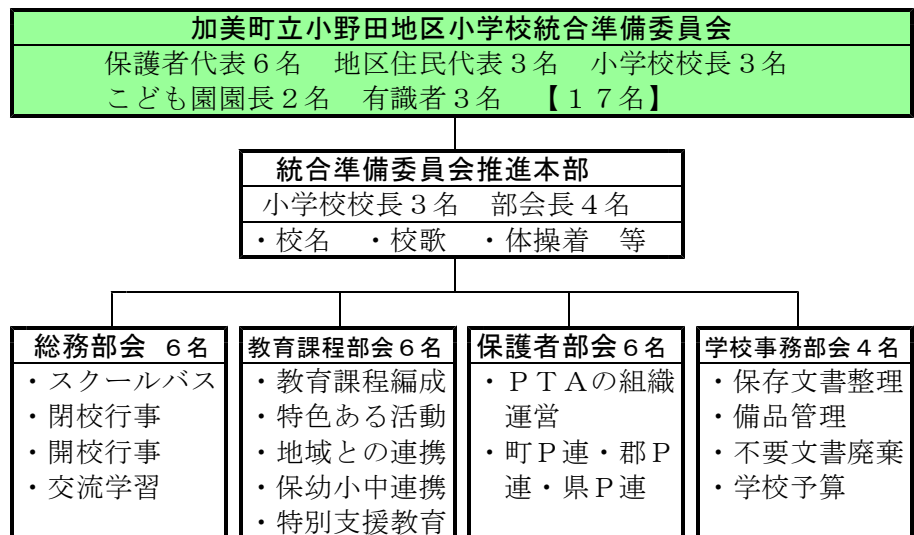 加美町立小野田地区小学校統合準備委員会
保護者代表６名　地区住民代表３名　小学校校長３名
こども園園長２名　有識者３名　【１７名】
統合準備委員会推進本部
小学校校長３名　部会長４名
・校名　・校歌　・体操着　等
総務部会 ６名
・スクールバス
・閉校行事
・開校行事
・交流学習
教育課程部会６名
・教育課程編成
・特色ある活動
・地域との連携
・保幼小中連携
・特別支援教育
保護者部会６名
・ＰＴＡの組織
運営
・町Ｐ連・郡Ｐ
連・県Ｐ連
学校事務部会４名
・保存文書整理
・備品管理
・不要文書廃棄
・学校予算